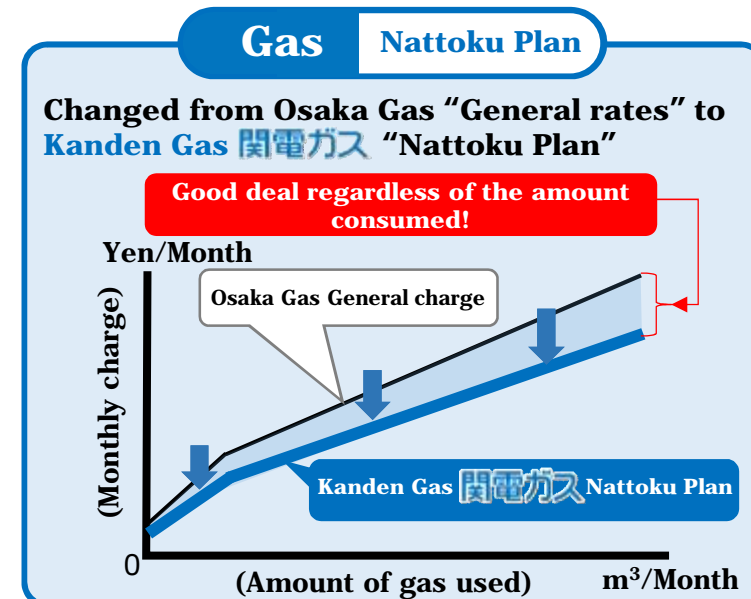 Gas Nattoku Plan
Changed from Osaka Gas “General rates” to
Kanden Gas 関電ガス “Nattoku Plan”
Good deal regardless of the amount
consumed!
Yen/Month
Osaka Gas General charge
(Monthly charge)
Kanden Gas 関電ガス Nattoku Plan
0
(Amount of gas used) m³/Month